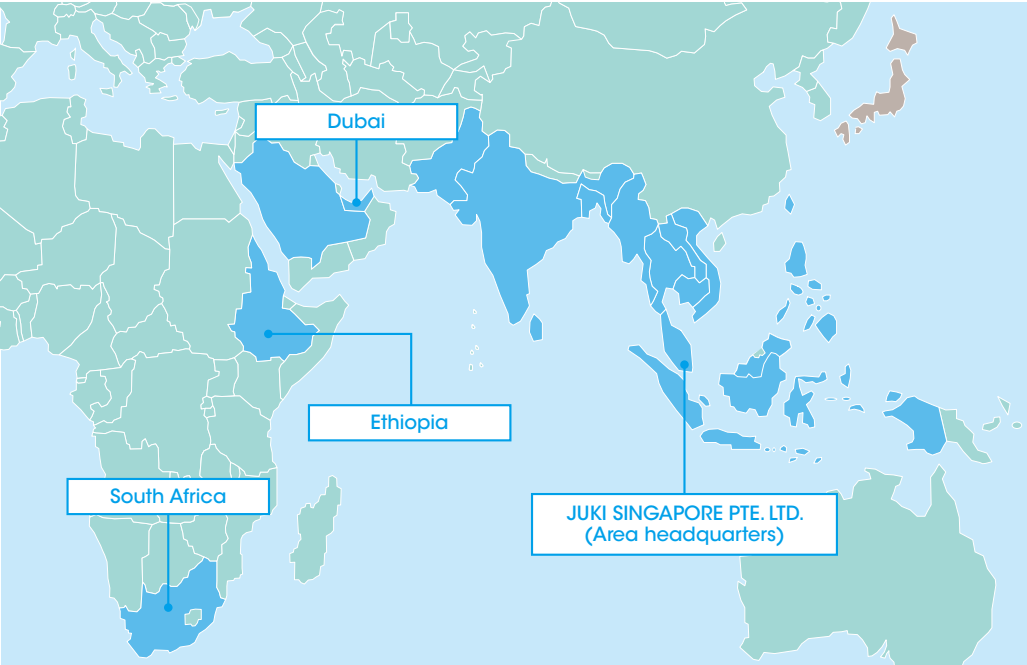 Dubai
Ethiopia
South Africa
JUKI SINGAPORE PTE. LTD.
(Area headquarters)